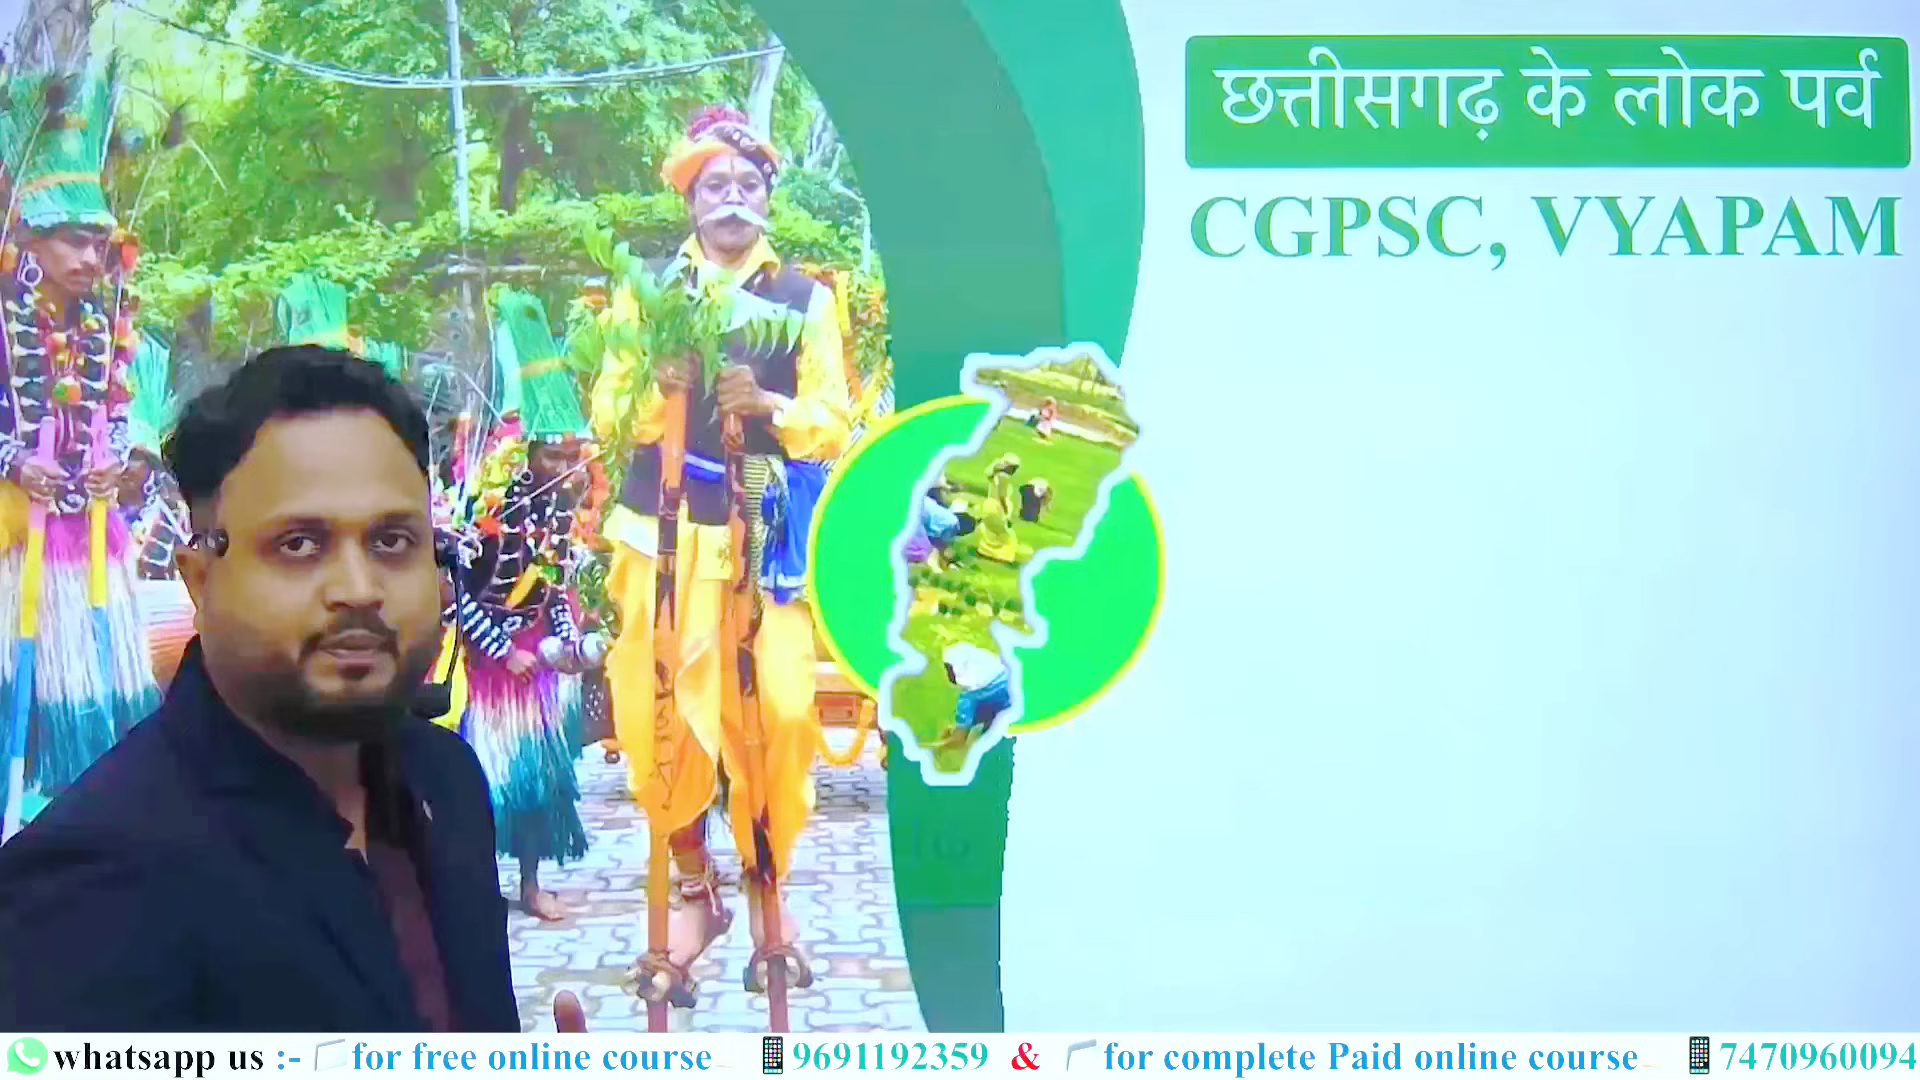 छत्तीसगढ़ के लोक पर्व
CGPSC, VYAPAM
whatsapp us :- for free online course 9691192359 & for complete Paid online course 7470960094